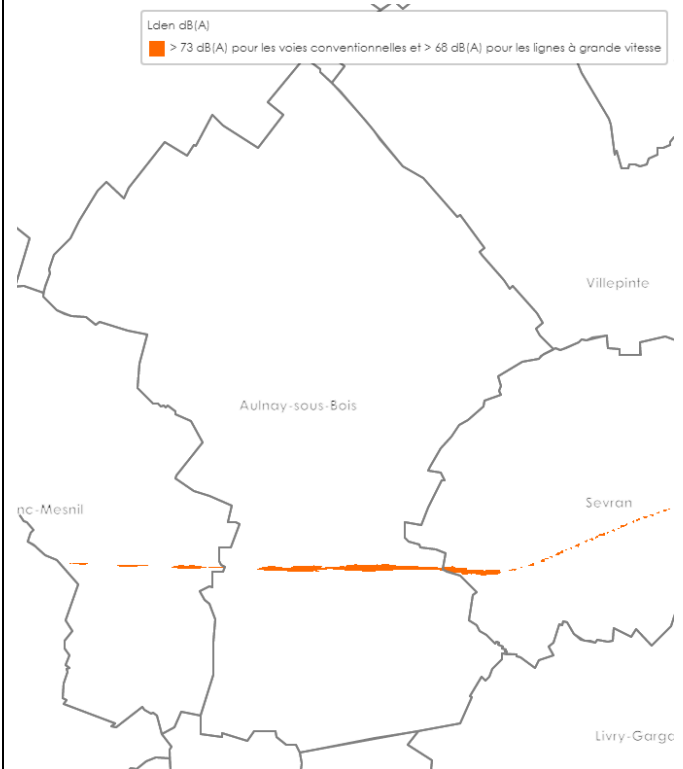 Lden dB(A)
> 73 dB(A) pour les voies conventionnelles et > 68 dB(A) pour les lignes à grande vitesse
Villepinte
Aulnay-sous-Bois
nc-Mesnil
Sevran
Livry-Garga